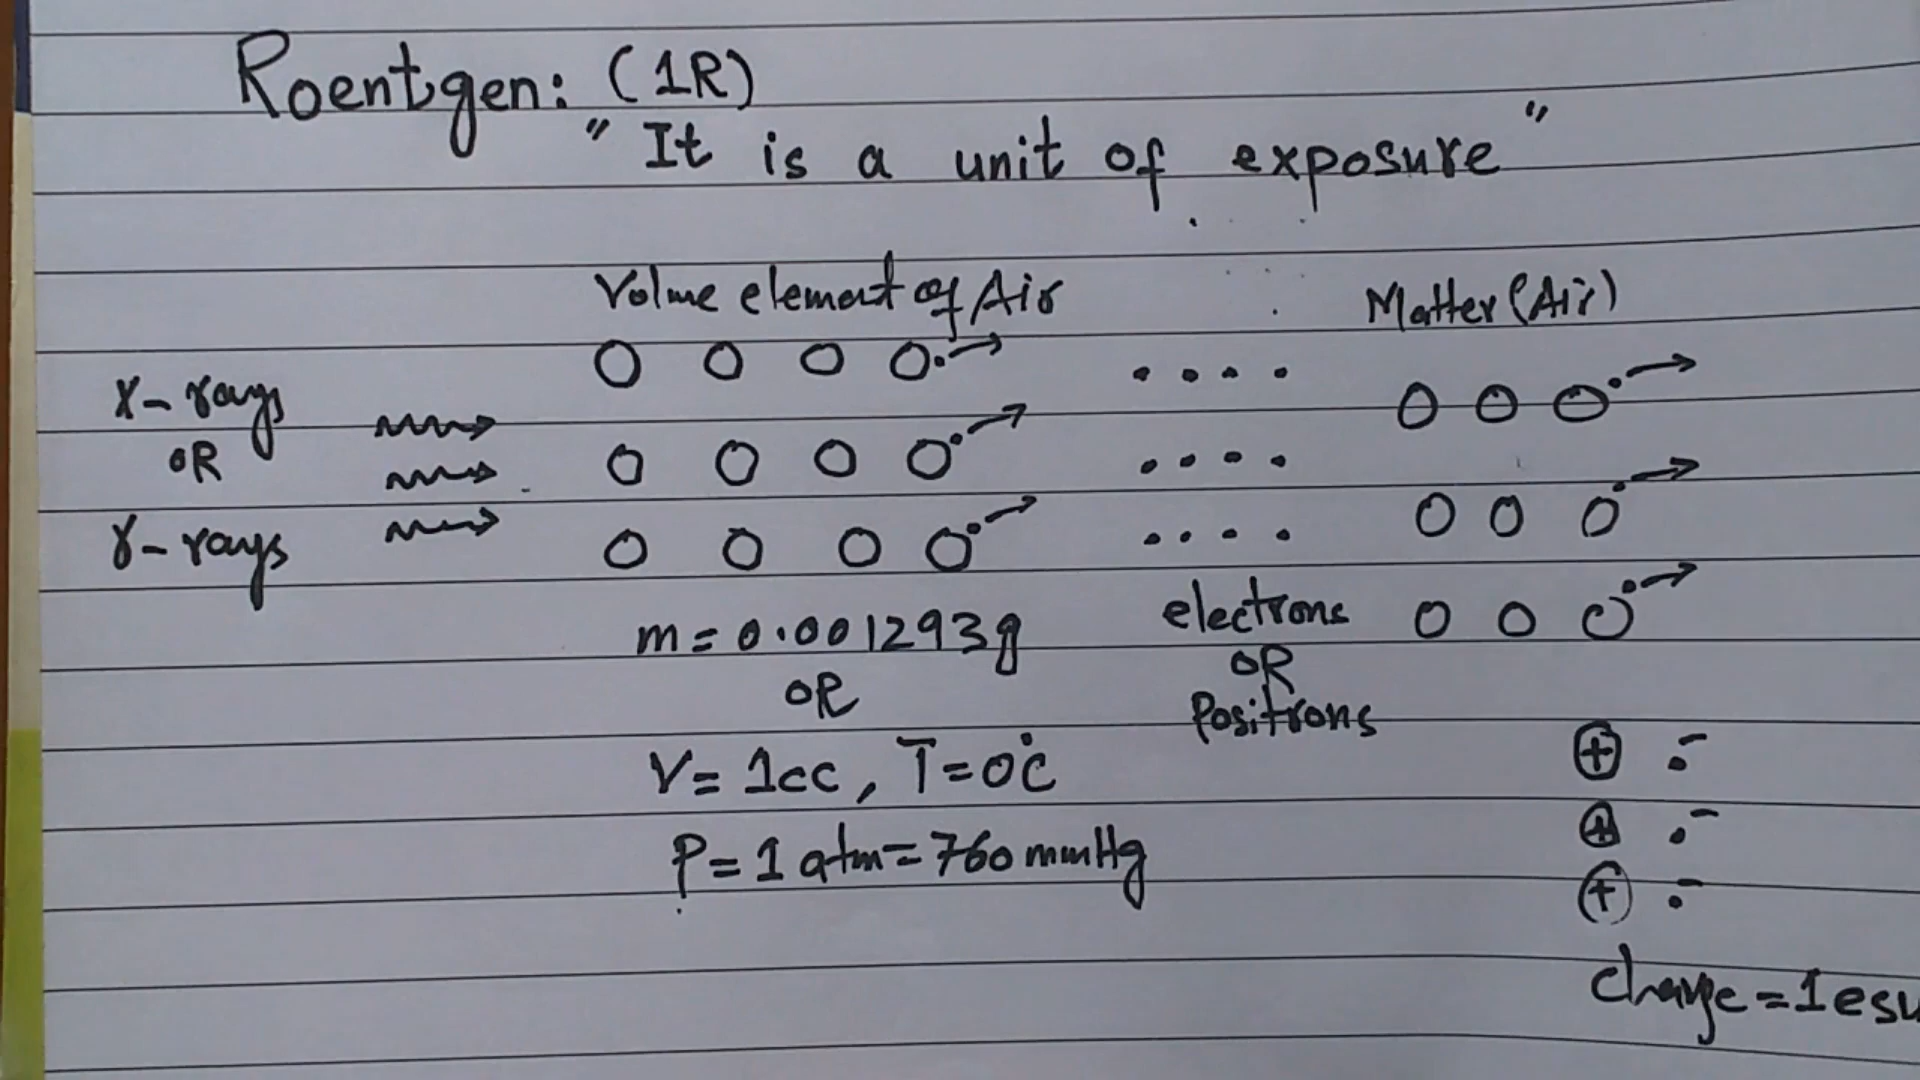 Roentgen: (1R)
" It is a unit of exposure "
Volme element of Air
Matter (Air)
X-rays
OR
γ-rays
m = 0.001293g
OR
V = 1cc, T = 0°C
P = 1 atm = 760 mmHg
electrons
OR
Positrons
+ -
+ -
+ -
charge = 1esu